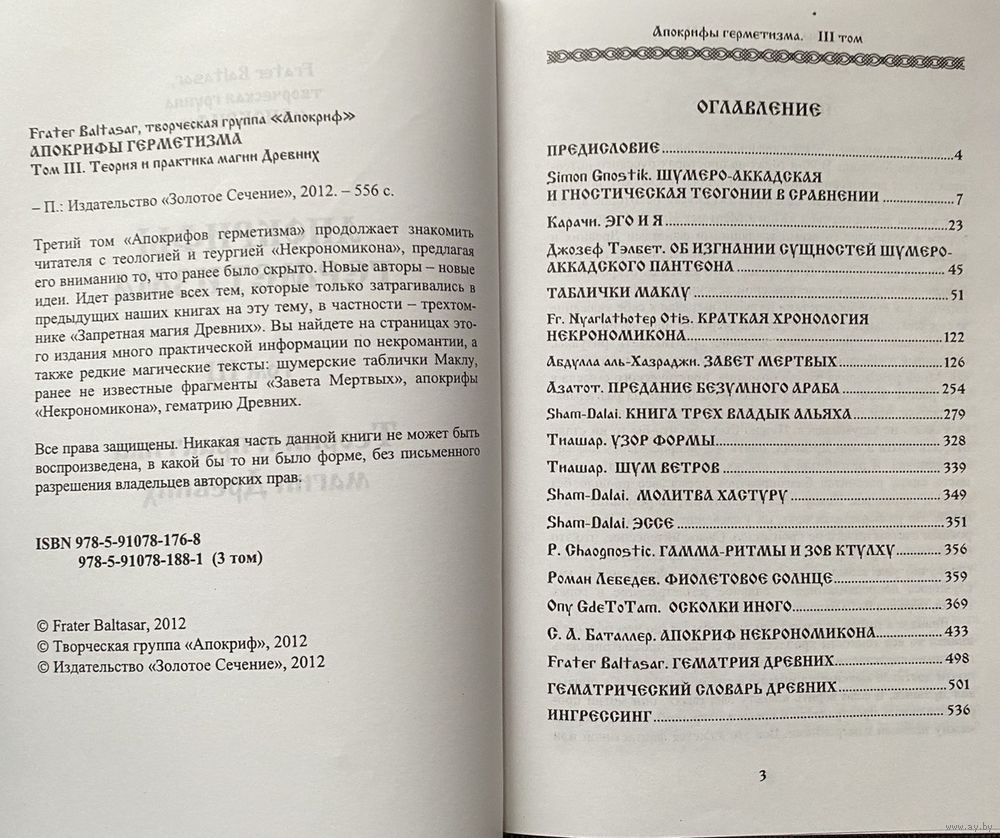 Frater Baltasar, творческая группа «Апокриф»
АПОКРИФЫ ГЕРМЕТИЗМА
Том III. Теория и практика магии Древних
– П.: Издательство «Золотое Сечение», 2012. – 556 с.
Третий том «Апокрифов герметизма» продолжает знакомить
читателя с теологией и теургией «Некрономикона», предлагая
его вниманию то, что ранее было скрыто. Новые авторы – новые
идеи. Идет развитие всех тем, которые только затрагивались в
предыдущих наших книгах на эту тему, в частности – трехтом-
нике «Запретная магия Древних». Вы найдете на страницах это-
го издания много практической информации по некромантии, а
также редкие магические тексты: шумерские таблички Маклу,
ранее не известные фрагменты «Завета Мертвых», апокрифы
«Некрономикона», гематрию Древних.
Все права защищены. Никакая часть данной книги не может быть
воспроизведена, в какой бы то ни было форме, без письменного
разрешения владельцев авторских прав.
ISBN 978-5-91078-176-8
978-5-91078-188-1 (3 том)
© Frater Baltasar, 2012
© Творческая группа «Апокриф», 2012
© Издательство «Золотое Сечение», 2012
Апокрифы герметизма. III том
ОГЛАВЛЕНИЕ
ПРЕДИСЛОВИЕ 4
Simon Gnostik. ШУМЕРО-АККАДСКАЯ
И ГНОСТИЧЕСКАЯ ТЕОГОНИИ В СРАВНЕНИИ 7
Карачи. ЭГО И Я 23
Джозеф Тэлбет. ОБ ИЗГНАНИИ СУЩНОСТЕЙ ШУМЕРО-
АККАДСКОГО ПАНТЕОНА 45
ТАБЛИЧКИ МАКЛУ 51
Fr. Nyarlathotep Otis. КРАТКАЯ ХРОНОЛОГИЯ
НЕКРОНОМИКОНА 122
Абдулла аль-Хазраджи. ЗАВЕТ МЕРТВЫХ 126
Азатот. ПРЕДАНИЕ БЕЗУМНОГО АРАБА 254
Sham-Dalai. КНИГА ТРЕХ ВЛАДЫК АЛЬЯХА 279
Тиашар. УЗОР ФОРМЫ 328
Тиашар. ШУМ ВЕТРОВ 339
Sham-Dalai. МОЛИТВА ХАСТУРУ 349
Sham-Dalai. ЭССЕ 351
P. Chaognostic. ГАММА-РИТМЫ И ЗОВ КТУЛХУ 356
Роман Лебедев. ФИОЛЕТОВОЕ СОЛНЦЕ 359
Ony GdeToTam. ОСКОЛКИ ИНОГО 369
С. А. Баталлер. АПОКРИФ НЕКРОНОМИКОНА 433
Frater Baltasar. ГЕМАТРИЯ ДРЕВНИХ 498
ГЕМАТРИЧЕСКИЙ СЛОВАРЬ ДРЕВНИХ 501
ИНГРЕССИНГ 536
3
www.ay.by